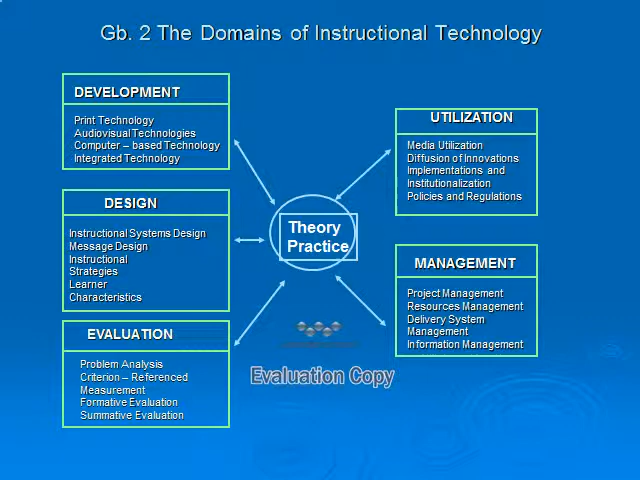 Gb. 2 The Domains of Instructional Technology
DEVELOPMENT
Print Technology
Audiovisual Technologies
Computer – based Technology
Integrated Technology
DESIGN
Instructional Systems Design
Message Design
Instructional
Strategies
Learner
Characteristics
EVALUATION
Problem Analysis
Criterion – Referenced
Measurement
Formative Evaluation
Summative Evaluation
Theory
Practice
UTILIZATION
Media Utilization
Diffusion of Innovations
Implementations and
Institutionalization
Policies and Regulations
MANAGEMENT
Project Management
Resources Management
Delivery System
Management
Information Management
Evaluation Copy